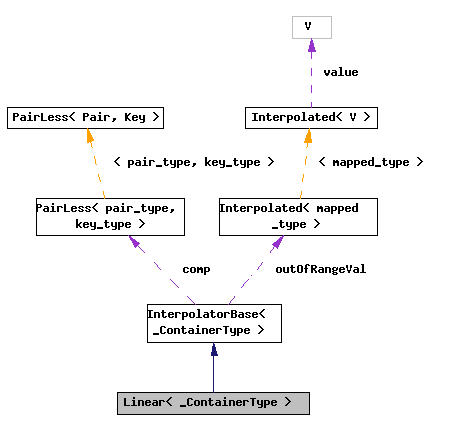 V
value
PairLess< Pair, Key >
Interpolated< V >
< pair_type, key_type >
< mapped_type >
PairLess< pair_type,
key_type >
Interpolated< mapped
_type >
comp
outOfRangeVal
InterpolatorBase<
_ContainerType >
Linear< _ContainerType >